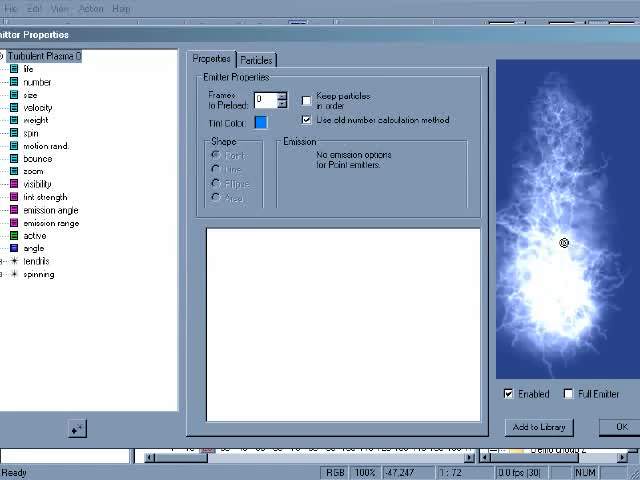 File Edit View Action Help
mitter Properties
Turbulent Plasma 0
life
number
size
velocity
weight
spin
motion rand.
bounce
zoom
visibility
tint strength
emission angle
emission range
active
angle
tendrils
spinning
Properties Particles
Emitter Properties
Frames
to Preload: 0
Keep particles
in order
Tint Color:
Use old number calculation method
Shape
Point
Line
Ellipse
Area
Emission
No emission options
for Point emitters.
Enabled Full Emitter
Add to Library OK
Demo Group 2
Ready RGB 100% -47,247 1 : 72 0.0 fps (30) NUM